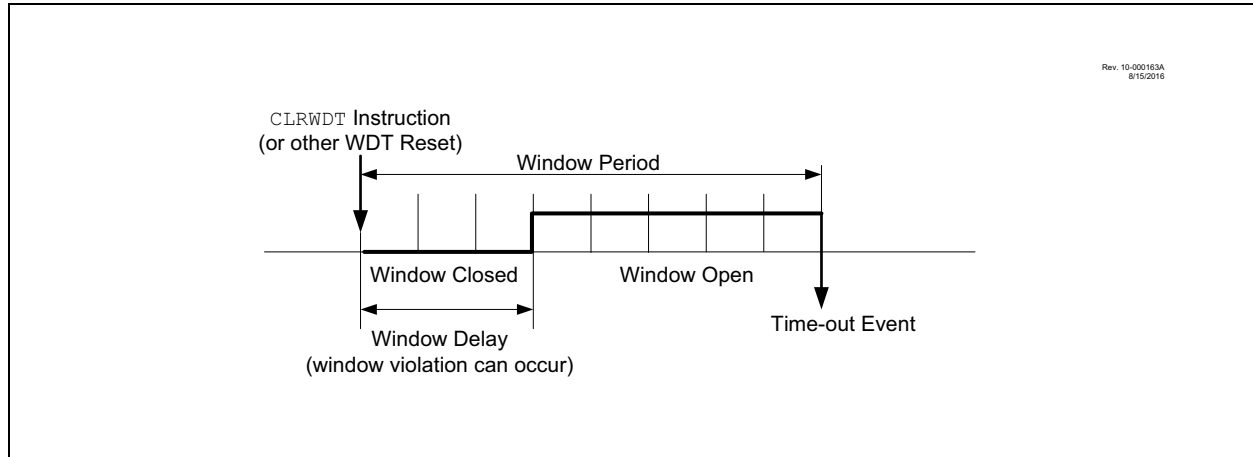 Rev. 10-000163A
8/15/2016
CLRWDT Instruction
(or other WDT Reset)
Window Period
Window Closed
Window Open
Window Delay
(window violation can occur)
Time-out Event